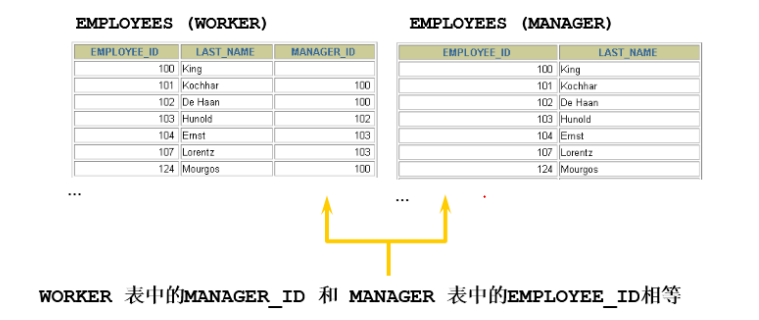 EMPLOYEES (WORKER) EMPLOYEES (MANAGER)
EMPLOYEE_ID LAST_NAME MANAGER_ID EMPLOYEE_ID LAST_NAME
100 King 100 King
101 Kochhar 100 101 Kochhar
102 De Haan 100 102 De Haan
103 Hunold 102 103 Hunold
104 Ernst 103 104 Ernst
107 Lorentz 103 107 Lorentz
124 Mourgos 100 124 Mourgos
... ...
WORKER 表中的MANAGER_ID 和 MANAGER 表中的EMPLOYEE_ID相等